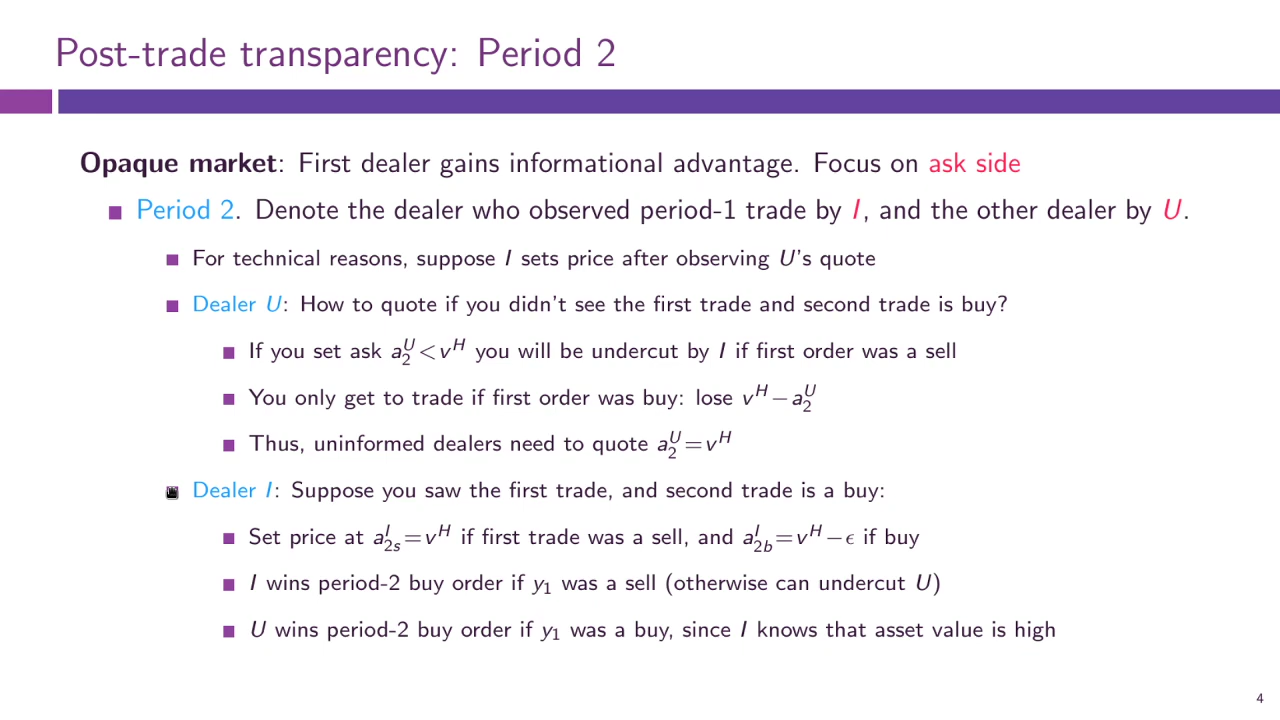 Post-trade transparency: Period 2
Opaque market: First dealer gains informational advantage. Focus on ask side
Period 2. Denote the dealer who observed period-1 trade by I, and the other dealer by U.
For technical reasons, suppose I sets price after observing U's quote
Dealer U: How to quote if you didn't see the first trade and second trade is buy?
If you set ask a₂ᵁ < vᴴ you will be undercut by I if first order was a sell
You only get to trade if first order was buy: lose vᴴ − a₂ᵁ
Thus, uninformed dealers need to quote a₂ᵁ = vᴴ
Dealer I: Suppose you saw the first trade, and second trade is a buy:
Set price at a^I_{2s} = v^H if first trade was a sell, and a^I_{2b} = v^H − ϵ if buy
I wins period-2 buy order if y₁ was a sell (otherwise can undercut U)
U wins period-2 buy order if y₁ was a buy, since I knows that asset value is high
4